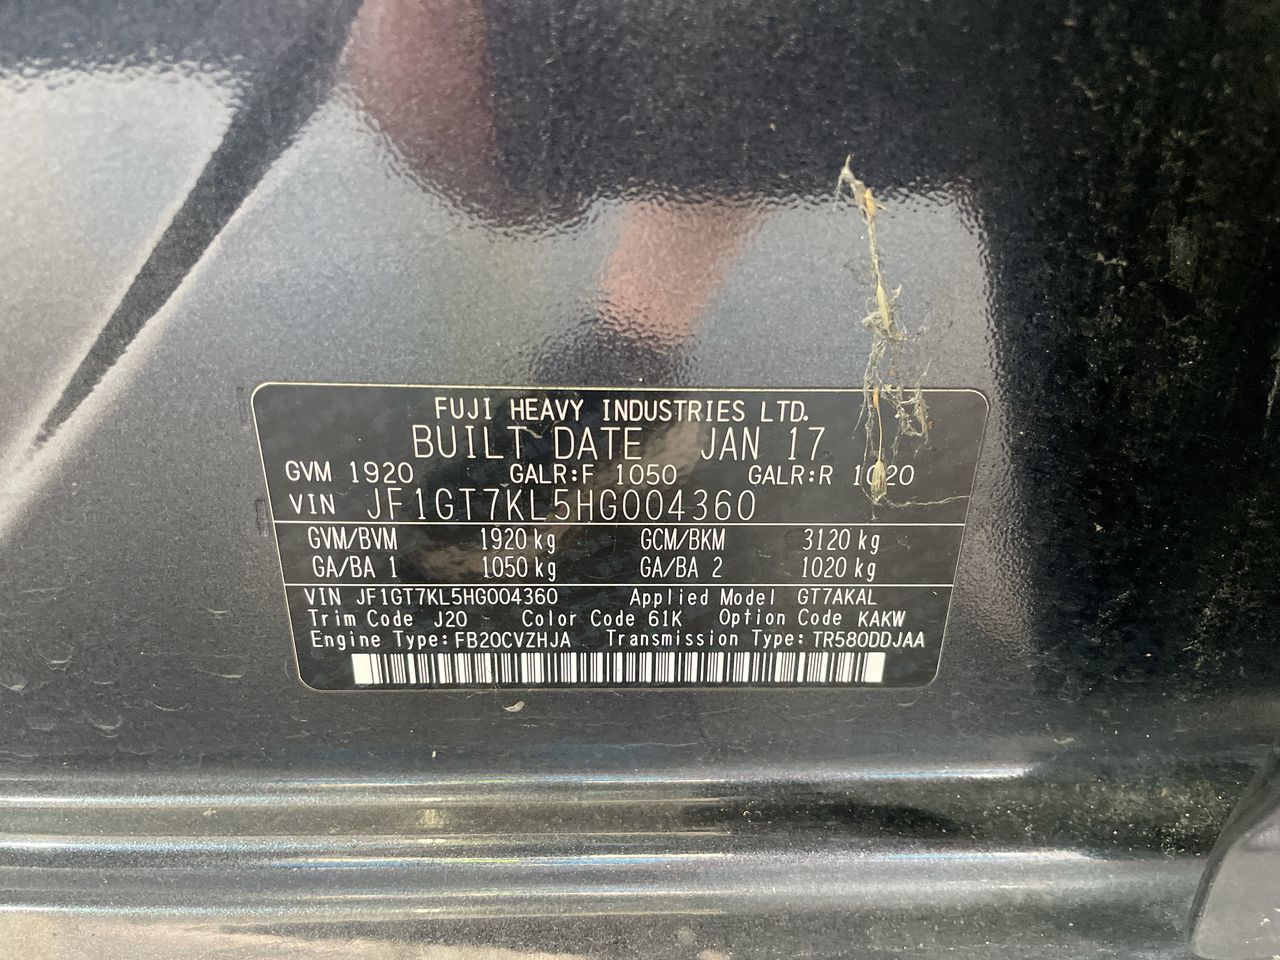 FUJI HEAVY INDUSTRIES LTD.
BUILT DATE JAN 17
GVM 1920 GALR:F 1050 GALR:R 1020
VIN JF1GT7KL5HG004360
GVM/BVM 1920 kg GCM/BKM 3120 kg
GA/BA 1 1050 kg GA/BA 2 1020 kg
VIN JF1GT7KL5HG004360 Applied Model GT7AKAL
Trim Code J20 Color Code 61K Option Code KAKW
Engine Type: FB20CVZHJA Transmission Type: TR580DDJAA